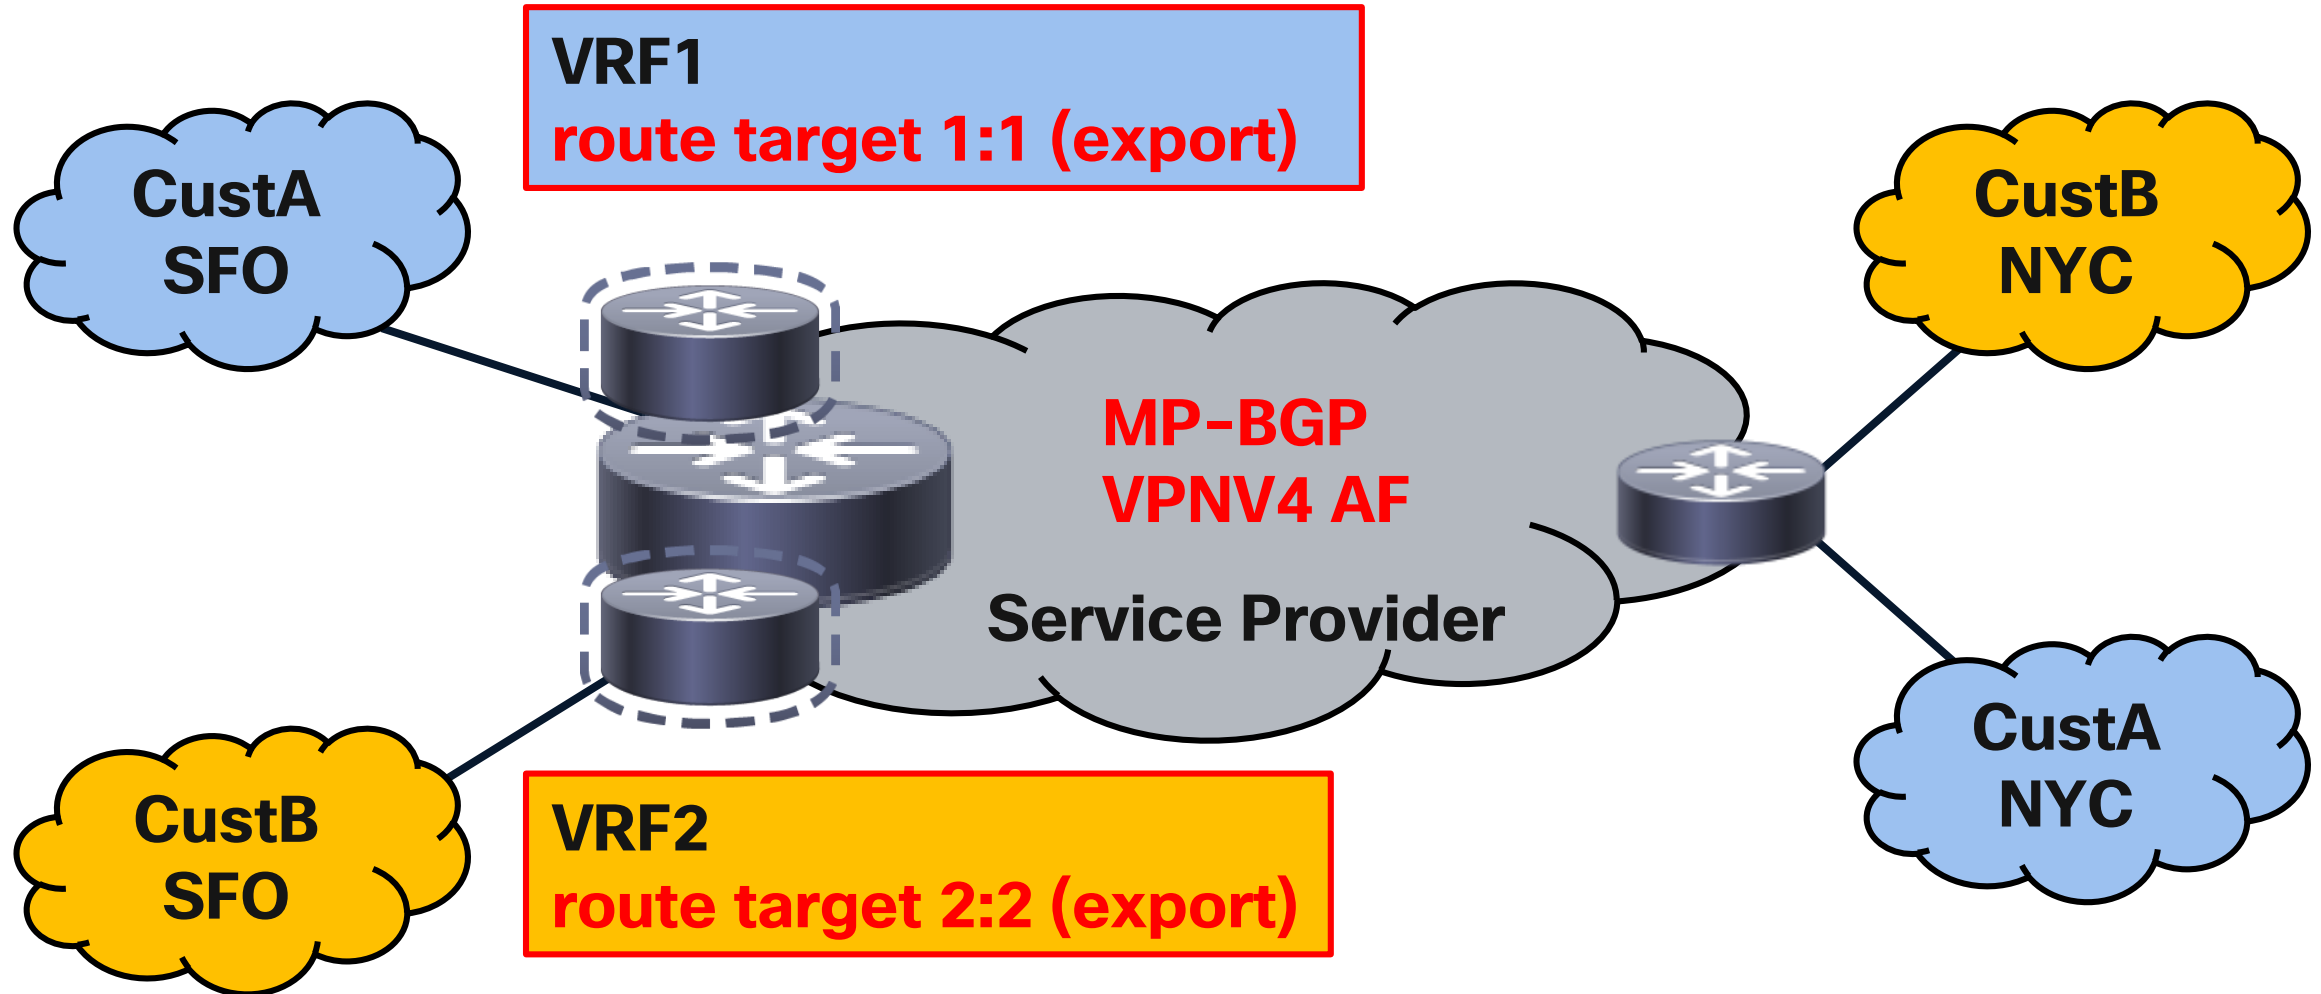 VRF1
route target 1:1 (export)
CustA
SFO
CustB
NYC
MP-BGP
VPNV4 AF
Service Provider
CustA
NYC
CustB
SFO
VRF2
route target 2:2 (export)